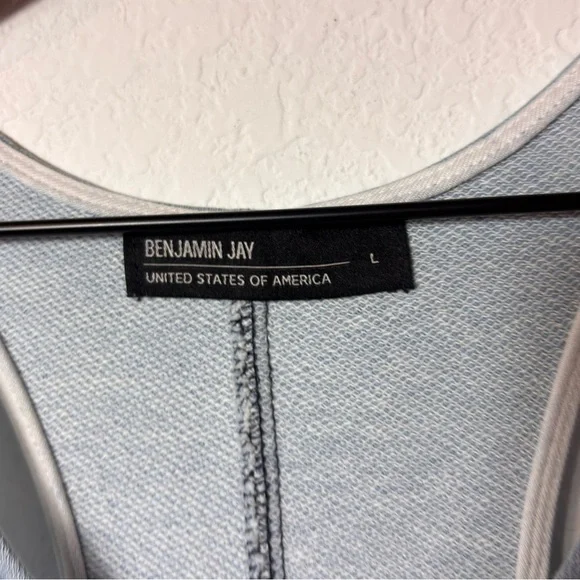 BENJAMIN JAY
L
UNITED STATES OF AMERICA